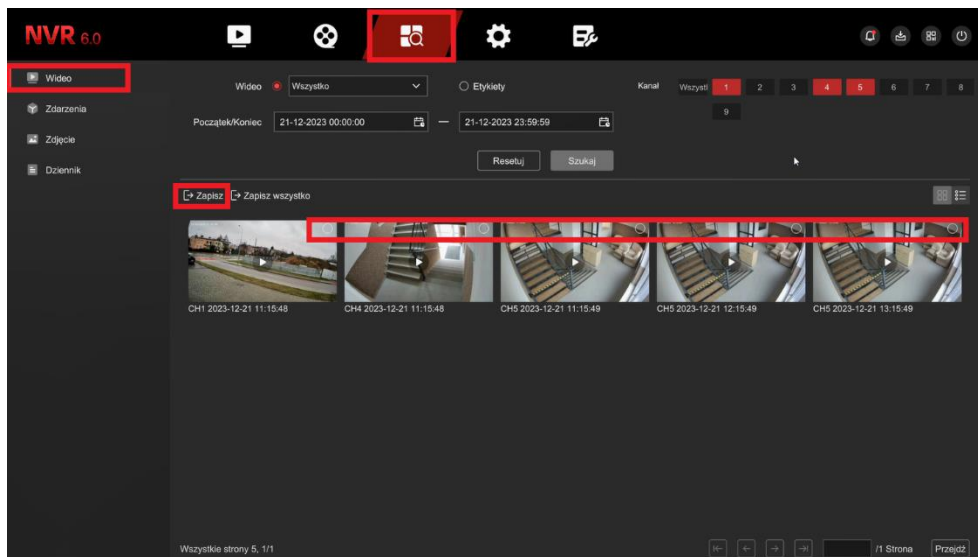 NVR 6.0
Wideo
Zdarzenia
Zdjęcie
Dziennik
Wideo Wszystko Etykiety Kanał Wszystl 1 2 3 4 5 6 7 8
9
Początek/Koniec 21-12-2023 00:00:00 — 21-12-2023 23:59:59
Resetuj Szukaj
Zapisz Zapisz wszystko
CH1 2023-12-21 11:15:48 CH4 2023-12-21 11:15:48 CH5 2023-12-21 11:15:49 CH5 2023-12-21 12:15:49 CH5 2023-12-21 13:15:49
Wszystkie strony 5, 1/1 /1 Strona Przejdź